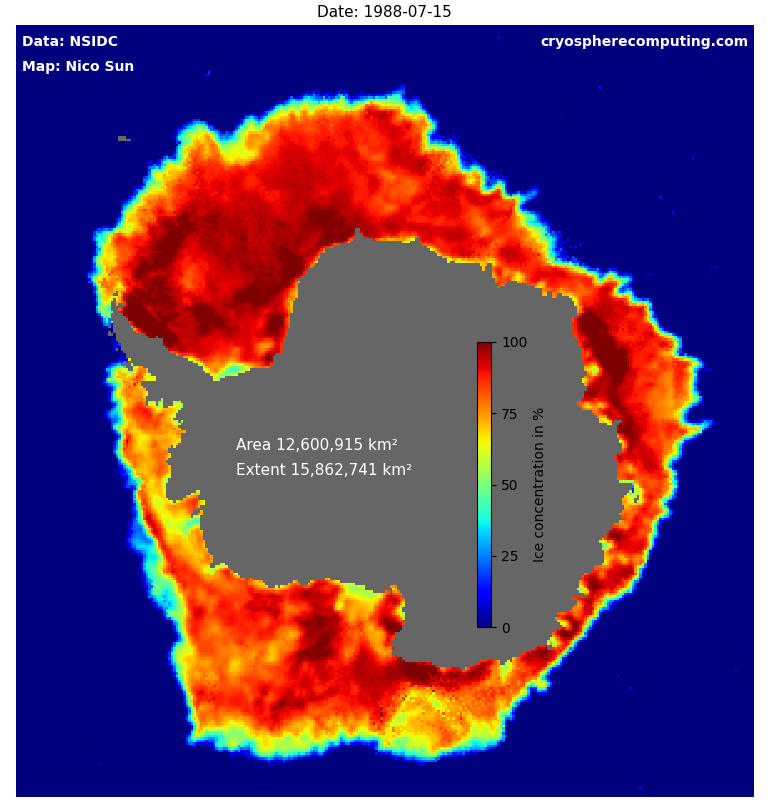 Date: 1988-07-15
Data: NSIDC
cryospherecomputing.com
Map: Nico Sun
100
75
50
25
0
Ice concentration in %
Area 12,600,915 km²
Extent 15,862,741 km²